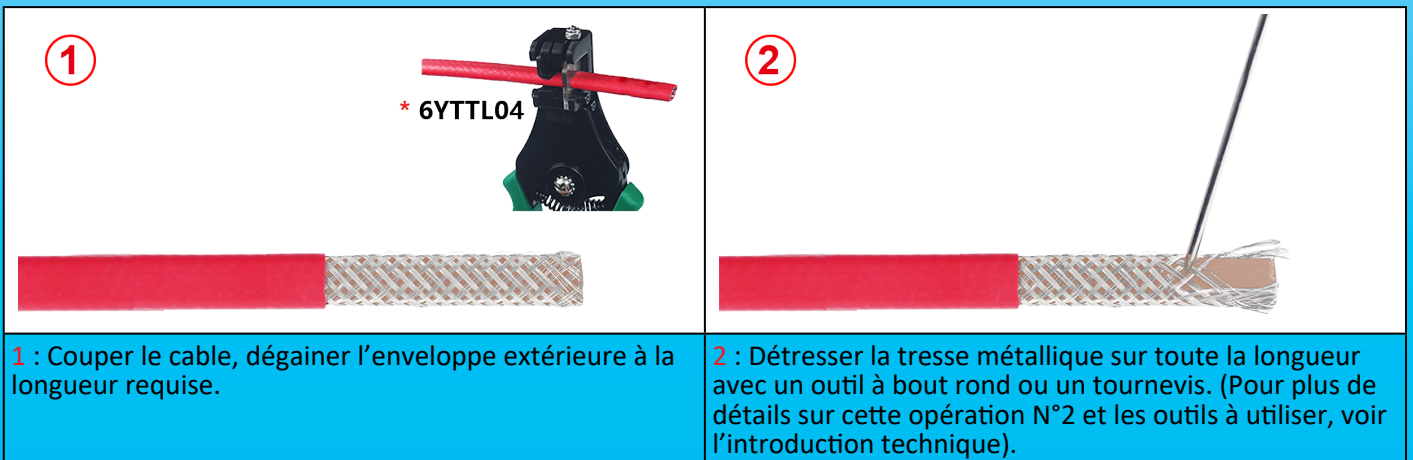 1
* 6YTTL04
2
1 : Couper le cable, dégainer l’enveloppe extérieure à la
longueur requise.
2 : Détresser la tresse métallique sur toute la longueur
avec un outil à bout rond ou un tournevis. (Pour plus de
détails sur cette opération N°2 et les outils à utiliser, voir
l’introduction technique).